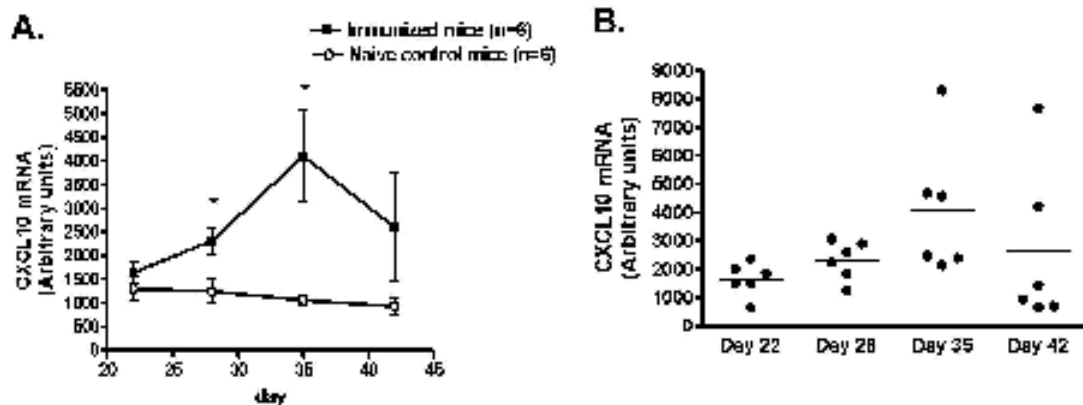 A.
Immunized mice (n=6)
Naive control mice (n=6)
CXCL10 mRNA
(Arbitrary units)
5500
5000
4500
4000
3500
3000
2500
2000
1500
1000
500
0
20 25 30 35 40 45
day
B.
CXCL10 mRNA
(Arbitrary units)
9000
8000
7000
6000
5000
4000
3000
2000
1000
0
Day 22 Day 28 Day 35 Day 42